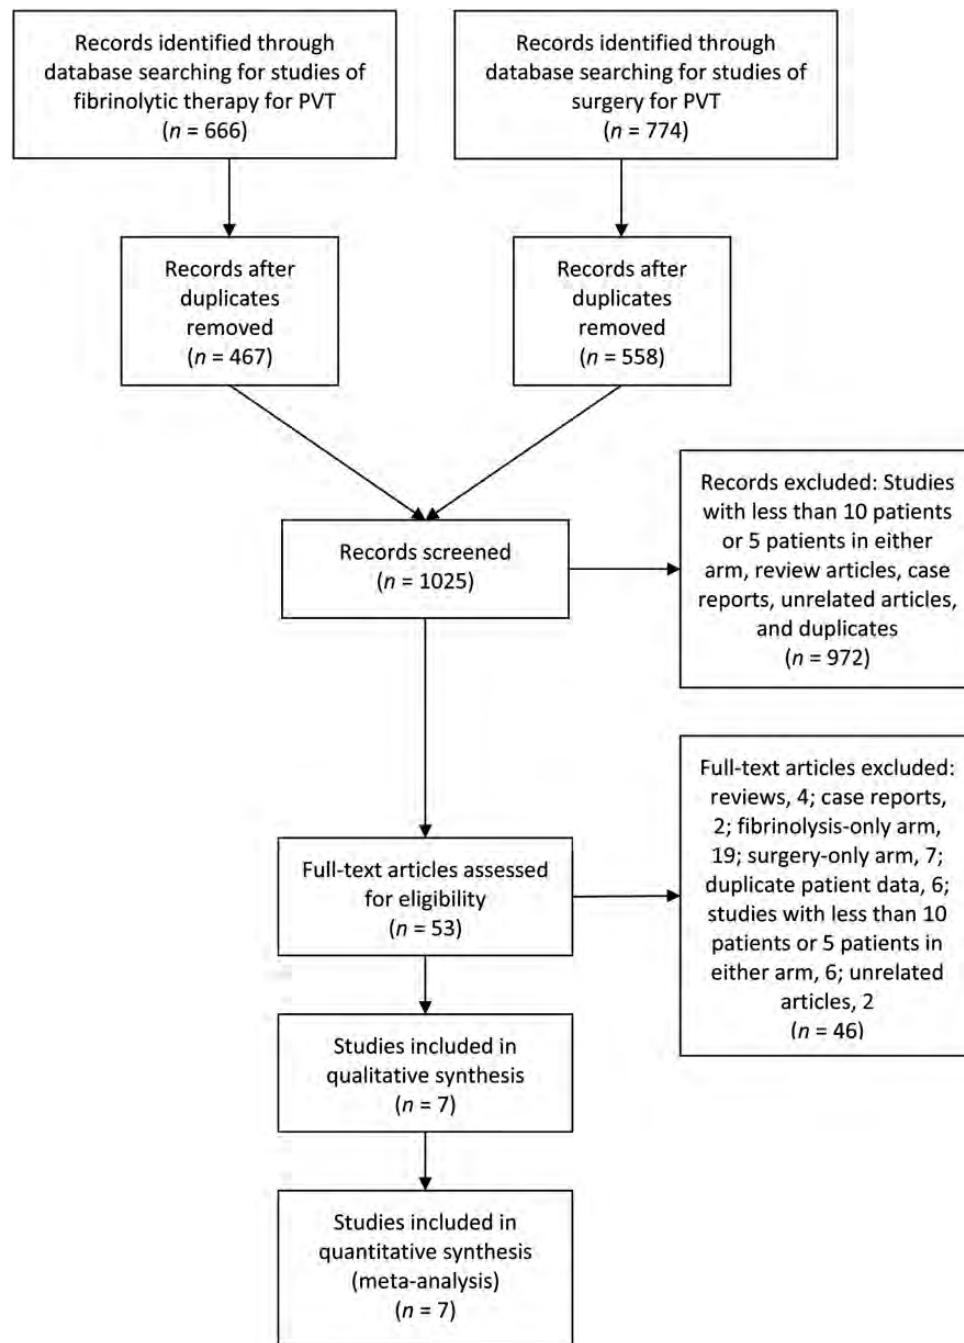 Records identified through
database searching for studies of
fibrinolytic therapy for PVT
(n = 666)
Records identified through
database searching for studies of
surgery for PVT
(n = 774)
Records after
duplicates
removed
(n = 467)
Records after
duplicates
removed
(n = 558)
Records screened
(n = 1025)
Records excluded: Studies
with less than 10 patients
or 5 patients in either
arm, review articles, case
reports, unrelated articles,
and duplicates
(n = 972)
Full-text articles assessed
for eligibility
(n = 53)
Full-text articles excluded:
reviews, 4; case reports,
2; fibrinolysis-only arm,
19; surgery-only arm, 7;
duplicate patient data, 6;
studies with less than 10
patients or 5 patients in
either arm, 6; unrelated
articles, 2
(n = 46)
Studies included in
qualitative synthesis
(n = 7)
Studies included in
quantitative synthesis
(meta-analysis)
(n = 7)